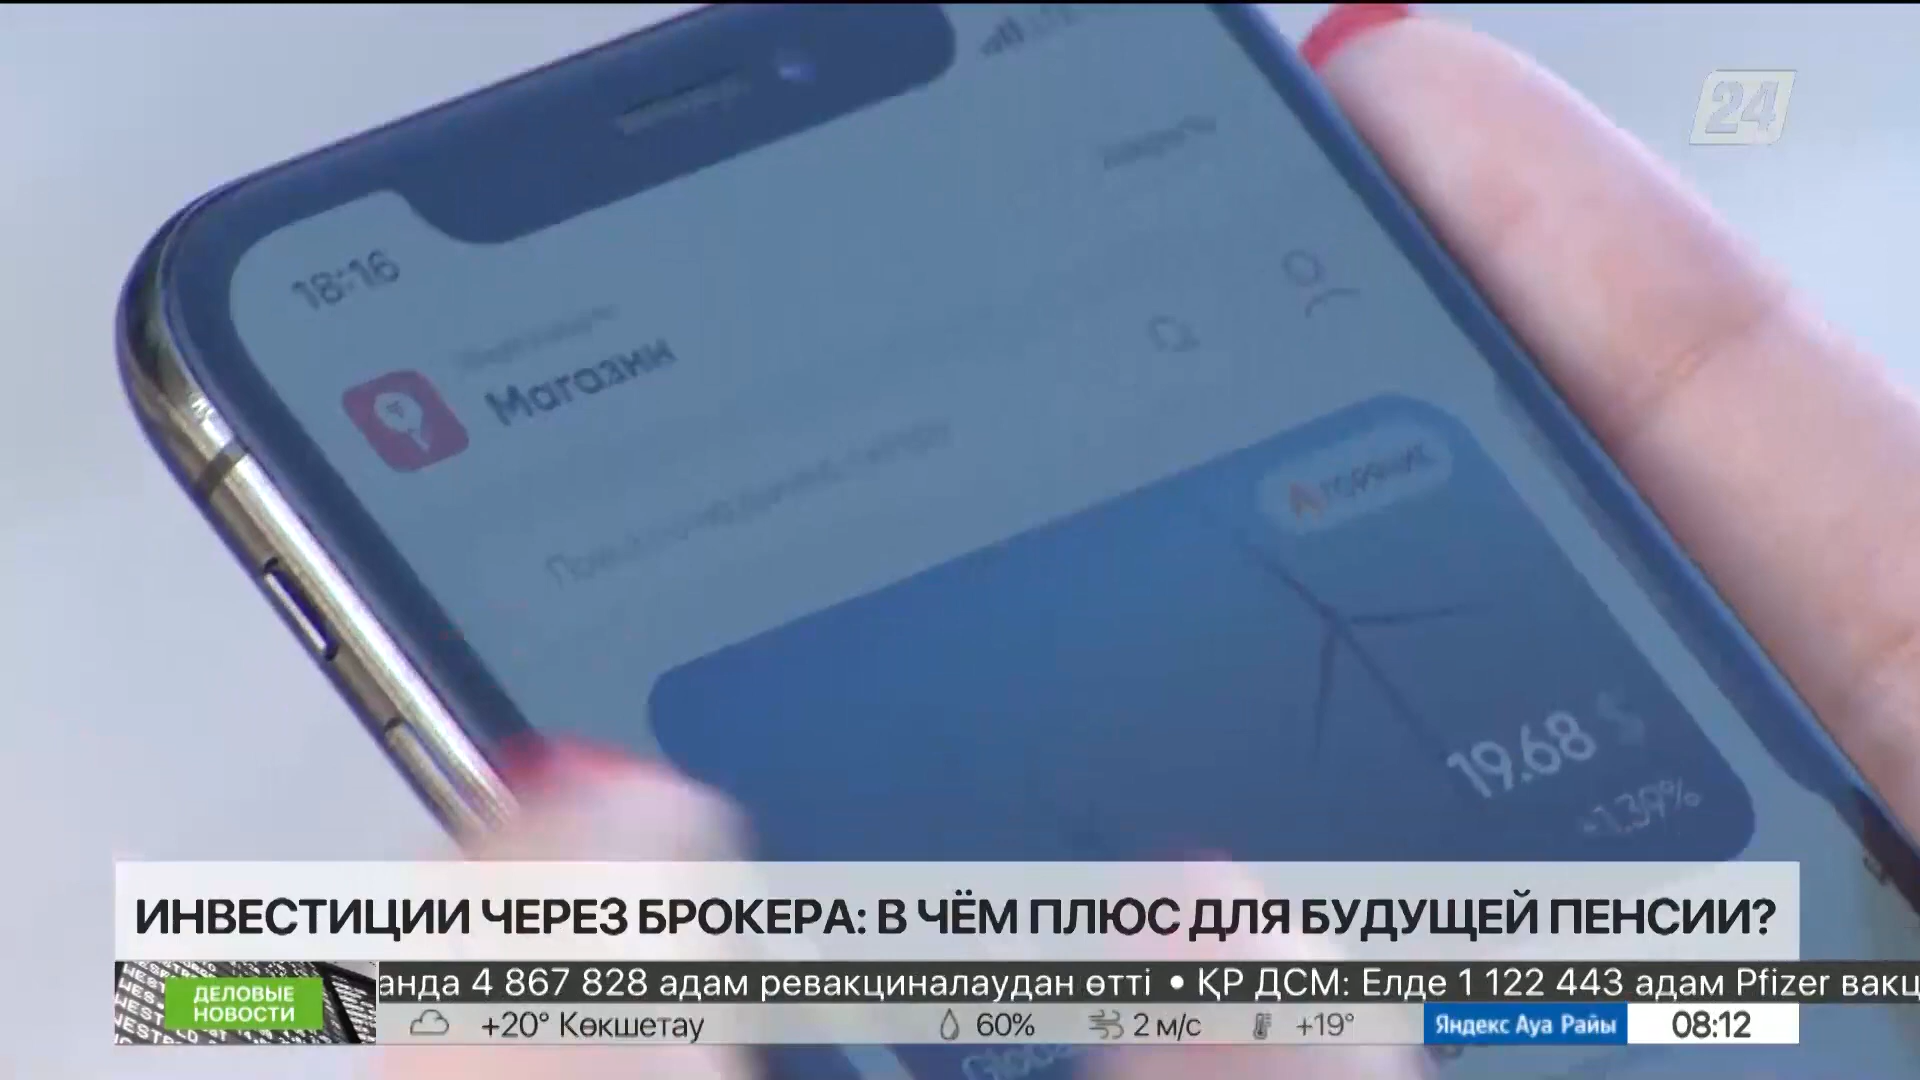 24
18:16
Магазин
19.68 $
ИНВЕСТИЦИИ ЧЕРЕЗ БРОКЕРА: В ЧЁМ ПЛЮС ДЛЯ БУДУЩЕЙ ПЕНСИИ?
ДЕЛОВЫЕ
НОВОСТИ
анда 4 867 828 адам ревакциналаудан өтті • ҚР ДСМ: Елде 1 122 443 адам Pfizer вакц
+20° Көкшетау 60% 2 м/с +19° Яндекс Ауа Райы 08:12